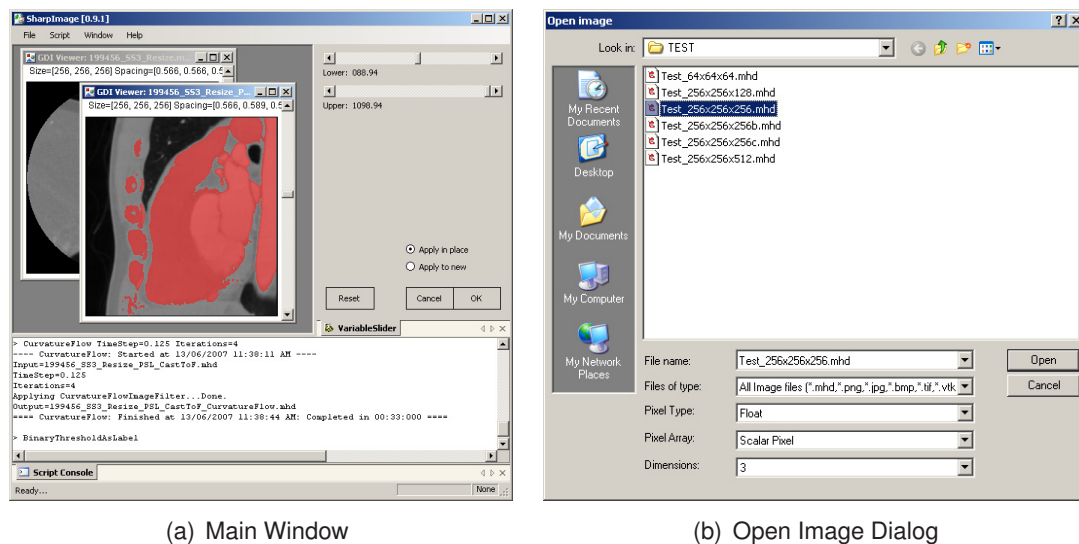 SharpImage [0.9.1]
File Script Window Help
GDI Viewer: 199456_SS3_Resize.m...
Size=[256, 256, 256] Spacing=[0.566, 0.566, 0.5
GDI Viewer: 199456_SS3_Resize_P...
Size=[256, 256, 256] Spacing=[0.566, 0.589, 0.5
Lower: 088.94
Upper: 1098.94
Apply in place
Apply to new
Reset Cancel OK
VariableSlider
> CurvatureFlow TimeStep=0.125 Iterations=4
---- CurvatureFlow: Started at 13/06/2007 11:38:11 AM ----
Input=199456_SS3_Resize_PSL_CastToF.mhd
TimeStep=0.125
Iterations=4
Applying CurvatureFlowImageFilter...Done.
Output=199456_SS3_Resize_PSL_CastToF_CurvatureFlow.mhd
==== CurvatureFlow: Finished at 13/06/2007 11:38:44 AM: Completed in 00:33:000 ====
> BinaryThresholdAsLabel
Script Console
Ready... None
(a) Main Window
Open image
Look in: TEST
My Recent
Documents
Desktop
My Documents
My Computer
My Network
Places
Test_64x64x64.mhd
Test_256x256x128.mhd
Test_256x256x256.mhd
Test_256x256x256b.mhd
Test_256x256x256c.mhd
Test_256x256x512.mhd
File name: Test_256x256x256.mhd Open
Files of type: All Image files (*.mhd,*.png,*.jpg,*.bmp,*.tif,*.vtk Cancel
Pixel Type: Float
Pixel Array: Scalar Pixel
Dimensions: 3
(b) Open Image Dialog